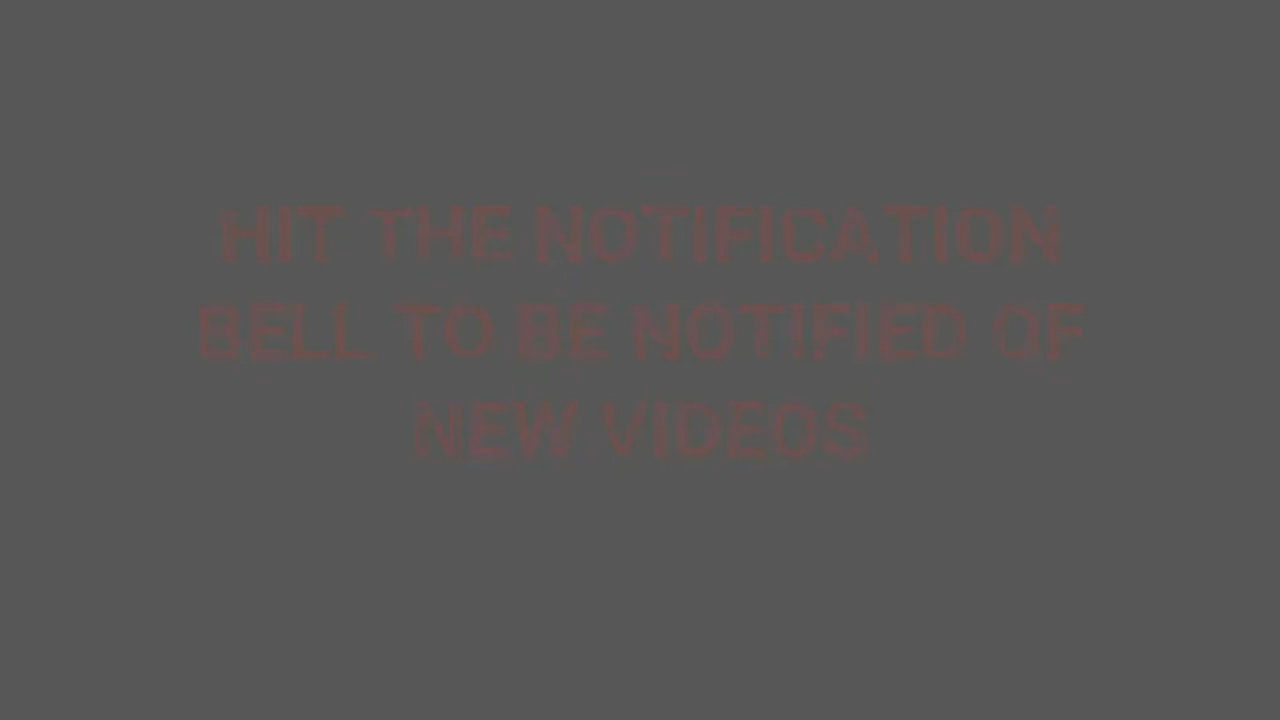 HIT THE NOTIFICATION
BELL TO BE NOTIFIED OF
NEW VIDEOS